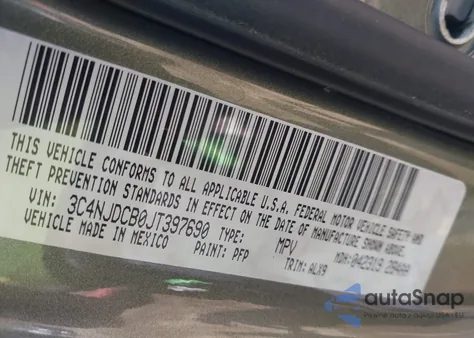 THIS VEHICLE CONFORMS TO ALL APPLICABLE U.S.A. FEDERAL MOTOR VEHICLE SAFETY AND
THEFT PREVENTION STANDARDS IN EFFECT ON THE DATE OF MANUFACTURE SHOWN ABOVE.
VIN: 3C4NJDCB0JT397690 TYPE: MPV
VEHICLE MADE IN MEXICO PAINT: PFP TRIM: ALX9 MDH:
autoSnap